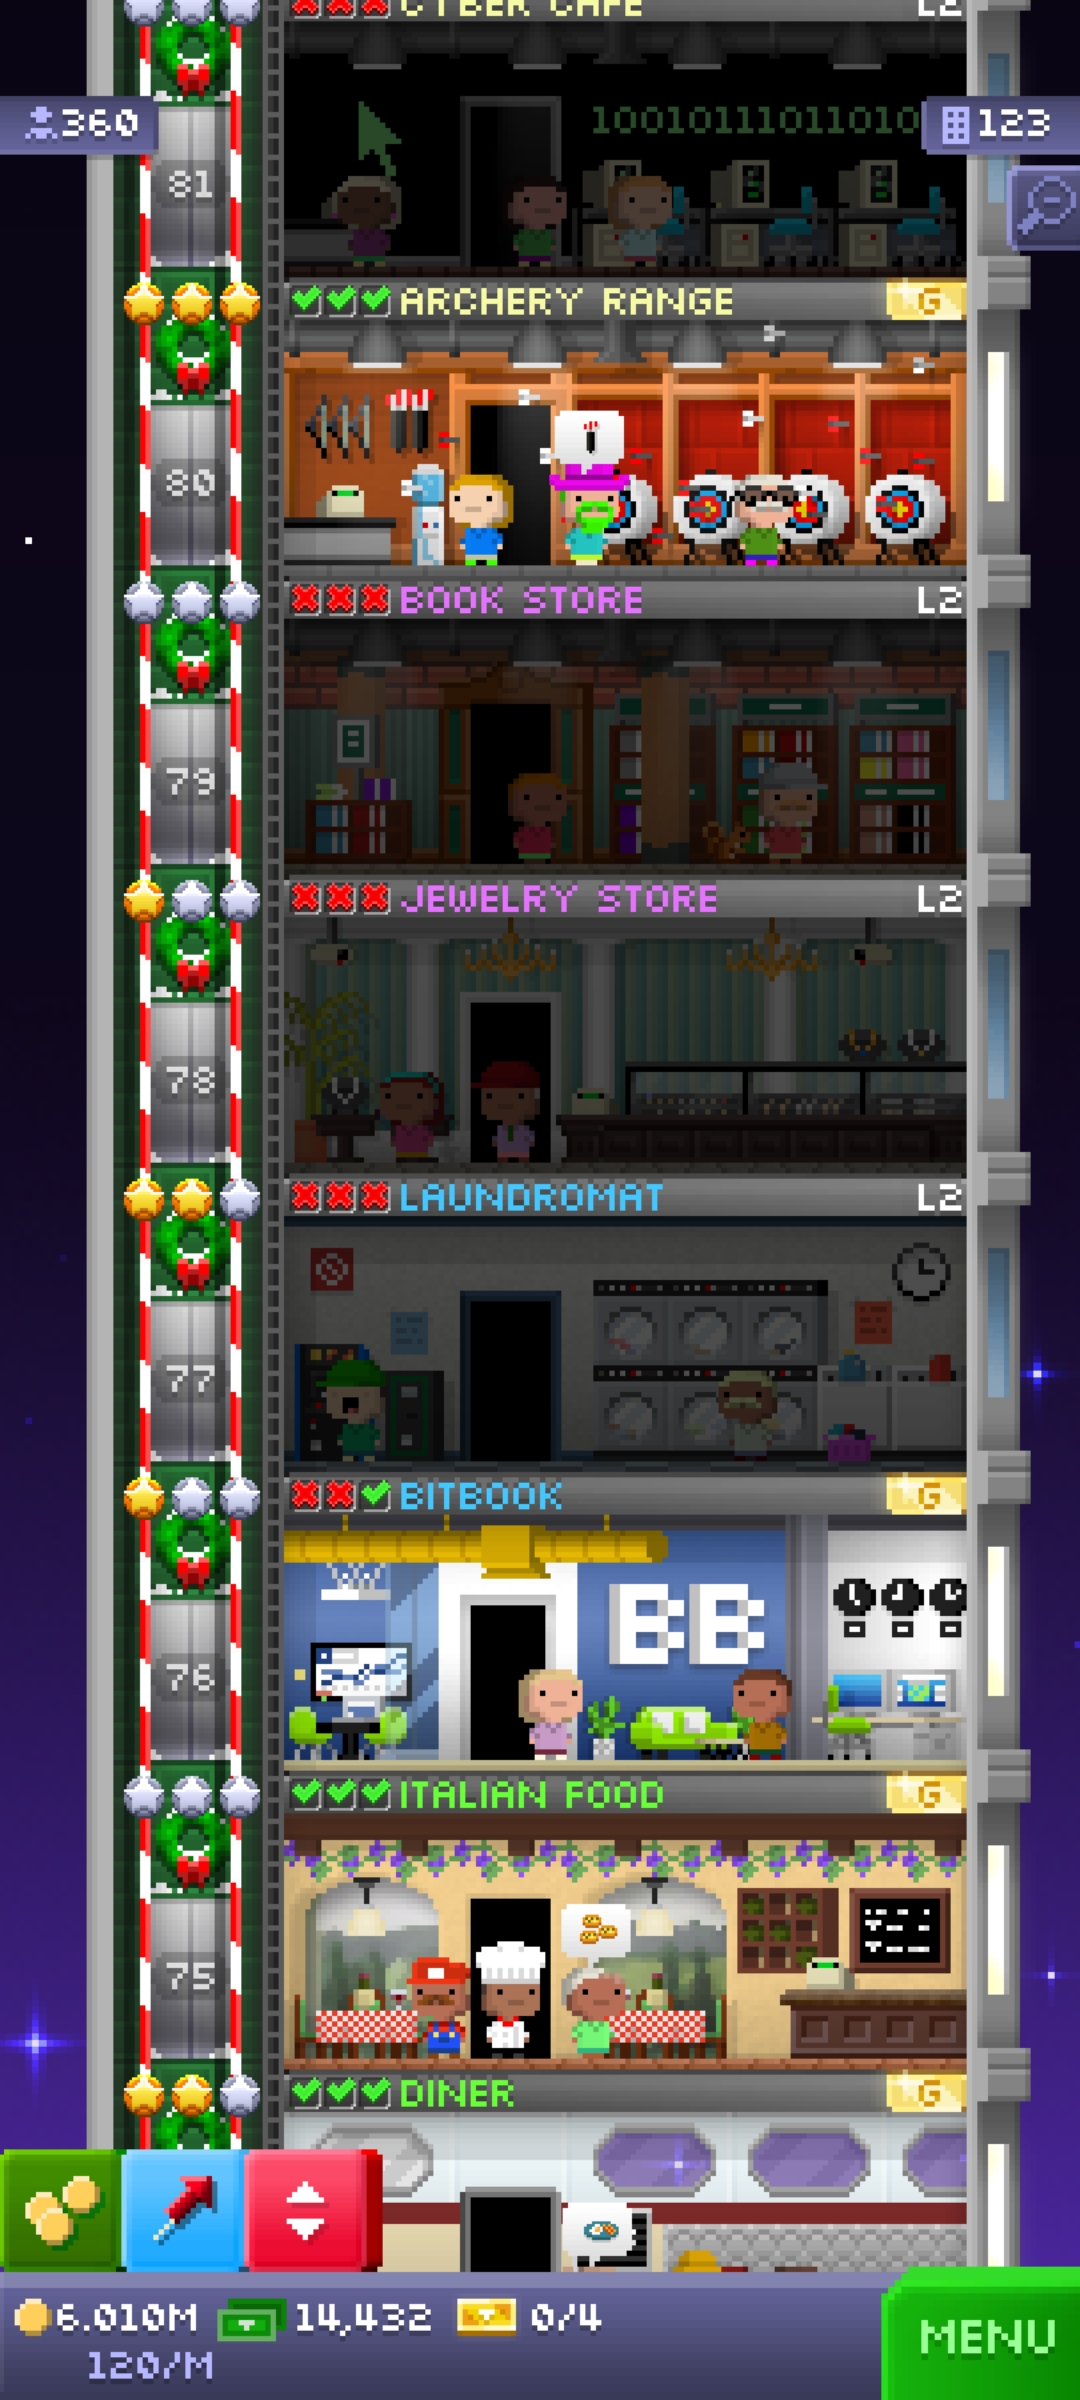 CYBER CAFE L2
360
123
10010111011010
81
ARCHERY RANGE G
80
BOOK STORE L2
79
JEWELRY STORE L2
78
LAUNDROMAT L2
77
BITBOOK G
BB
76
ITALIAN FOOD G
75
DINER G
6.010M 14,432 0/4
120/M
MENU